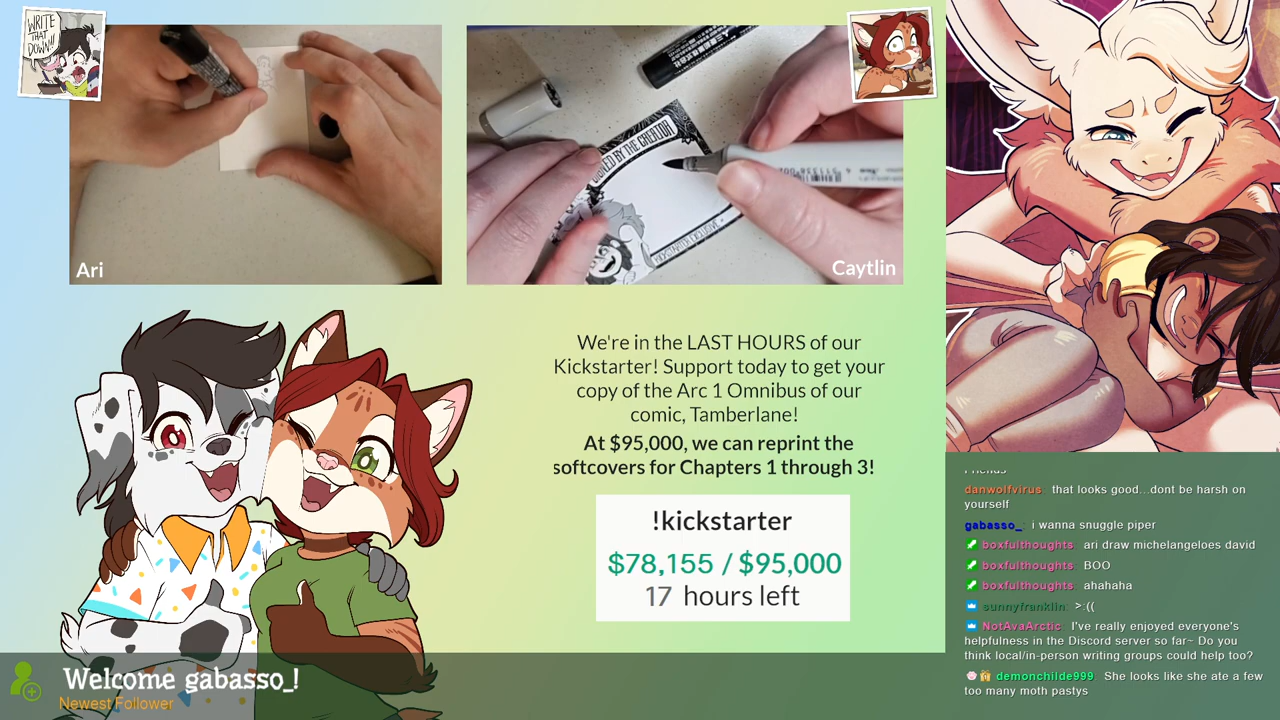 WRITE
THAT
DOWN!!!
SIGNED BY THE CREATOR
Ari
Caytlin
We're in the LAST HOURS of our
Kickstarter! Support today to get your
copy of the Arc 1 Omnibus of our
comic, Tamberlane!
At $95,000, we can reprint the
softcovers for Chapters 1 through 3!
!kickstarter
$78,155 / $95,000
17 hours left
Welcome gabasso_!
Newest Follower
Friends
danwolfvirus: that looks good...dont be harsh on
yourself
gabasso_: i wanna snuggle piper
boxfulthoughts: ari draw michelangeloes david
boxfulthoughts: BOO
boxfulthoughts: ahahaha
sunnyfranklin: >:((
NotAvaArctic: I've really enjoyed everyone's
helpfulness in the Discord server so far~ Do you
think local/in-person writing groups could help too?
demonchilde999: She looks like she ate a few
too many moth pastys